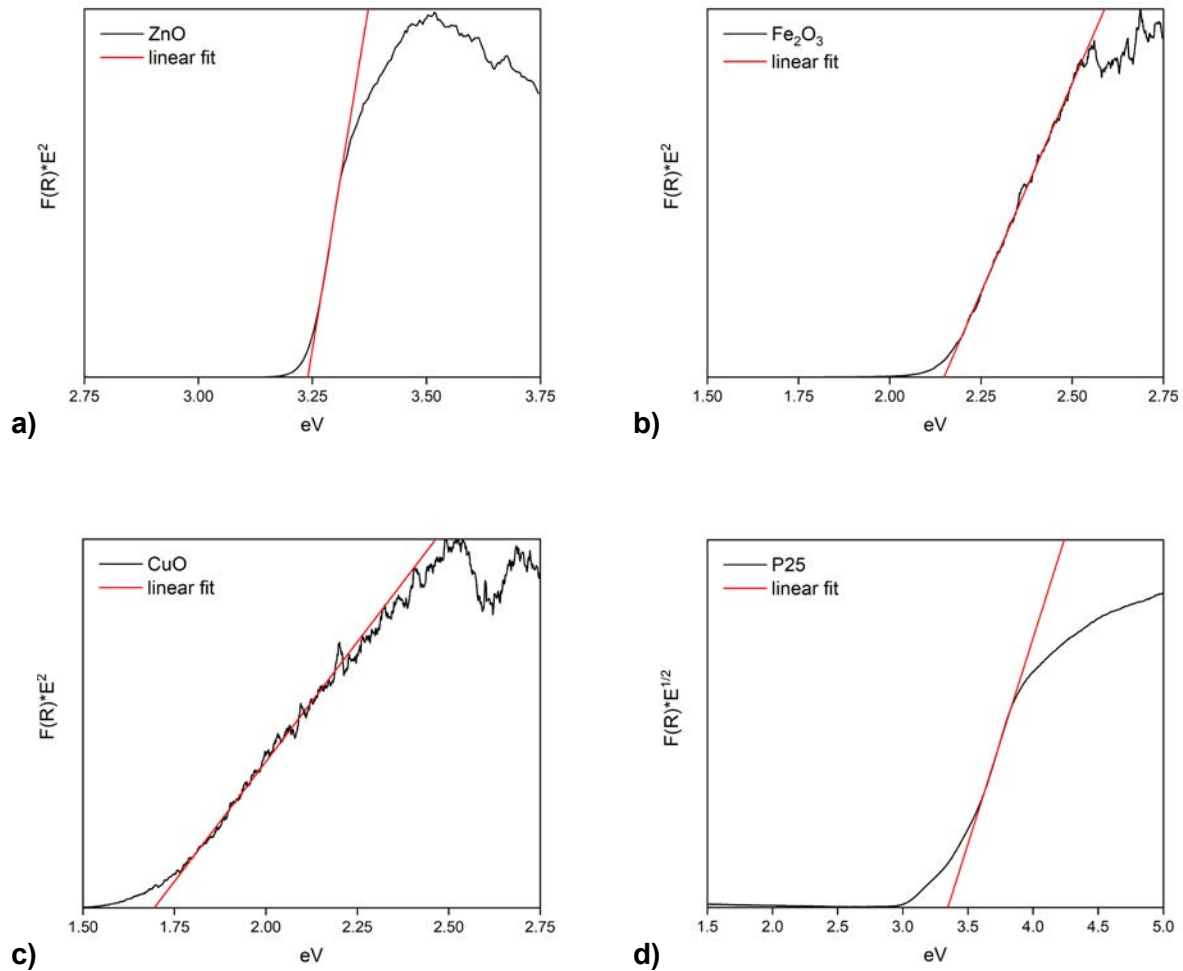 ZnO
linear fit
F(R)*E²
2.75 3.00 3.25 3.50 3.75
eV
a)
Fe₂O₃
linear fit
F(R)*E²
1.50 1.75 2.00 2.25 2.50 2.75
eV
b)
CuO
linear fit
F(R)*E²
1.50 1.75 2.00 2.25 2.50 2.75
eV
c)
P25
linear fit
F(R)*E^{1/2}
1.5 2.0 2.5 3.0 3.5 4.0 4.5 5.0
eV
d)